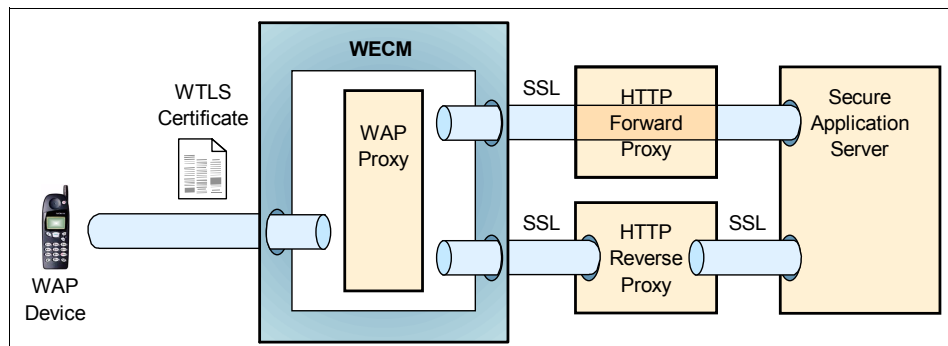 WECM
WTLS
Certificate
WAP
Proxy
WAP
Device
SSL
HTTP
Forward
Proxy
SSL
HTTP
Reverse
Proxy
SSL
Secure
Application
Server